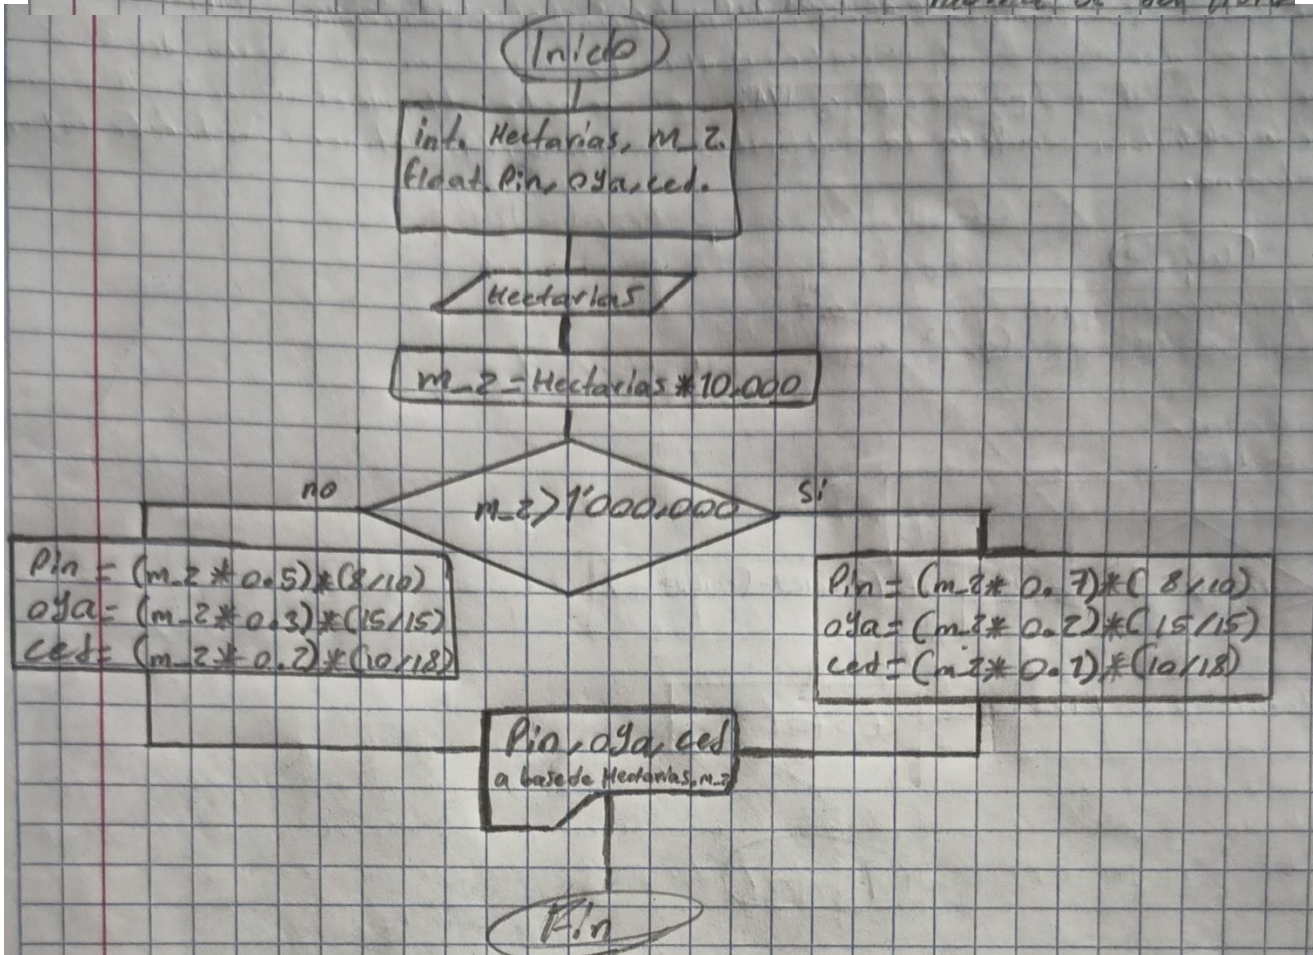 Inicio
int. Hectarias, m_2.
float. Pin, oya, ced.
Hectarias
m_2 = Hectarias * 10.000
m_2 > 1'000.000
no
si
Pin = (m_2 * 0.5) * (8/10)
oya = (m_2 * 0.3) * (15/15)
ced = (m_2 * 0.2) * (10/18)
Pin = (m_2 * 0.7) * (8/10)
oya = (m_2 * 0.2) * (15/15)
ced = (m_2 * 0.1) * (10/18)
Pin, oya, ced
a base de Hectarias, m_2
Fin